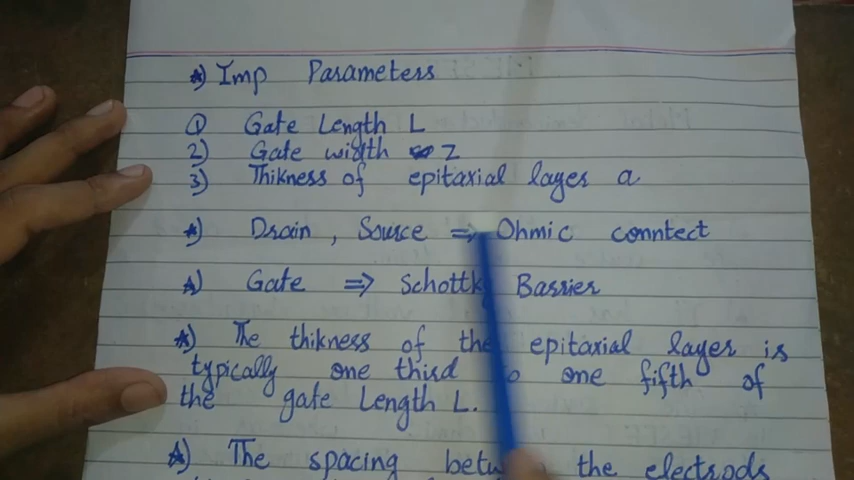 *) Imp Parameters
1) Gate Length L
2) Gate width Z
3) Thikness of epitaxial layer a
*) Drain, Source => Ohmic conntect
*) Gate => Schottky Barrier
*) The thikness of the epitaxial layer is
typically one third to one fifth of
the gate Length L.
*) The spacing the electrods